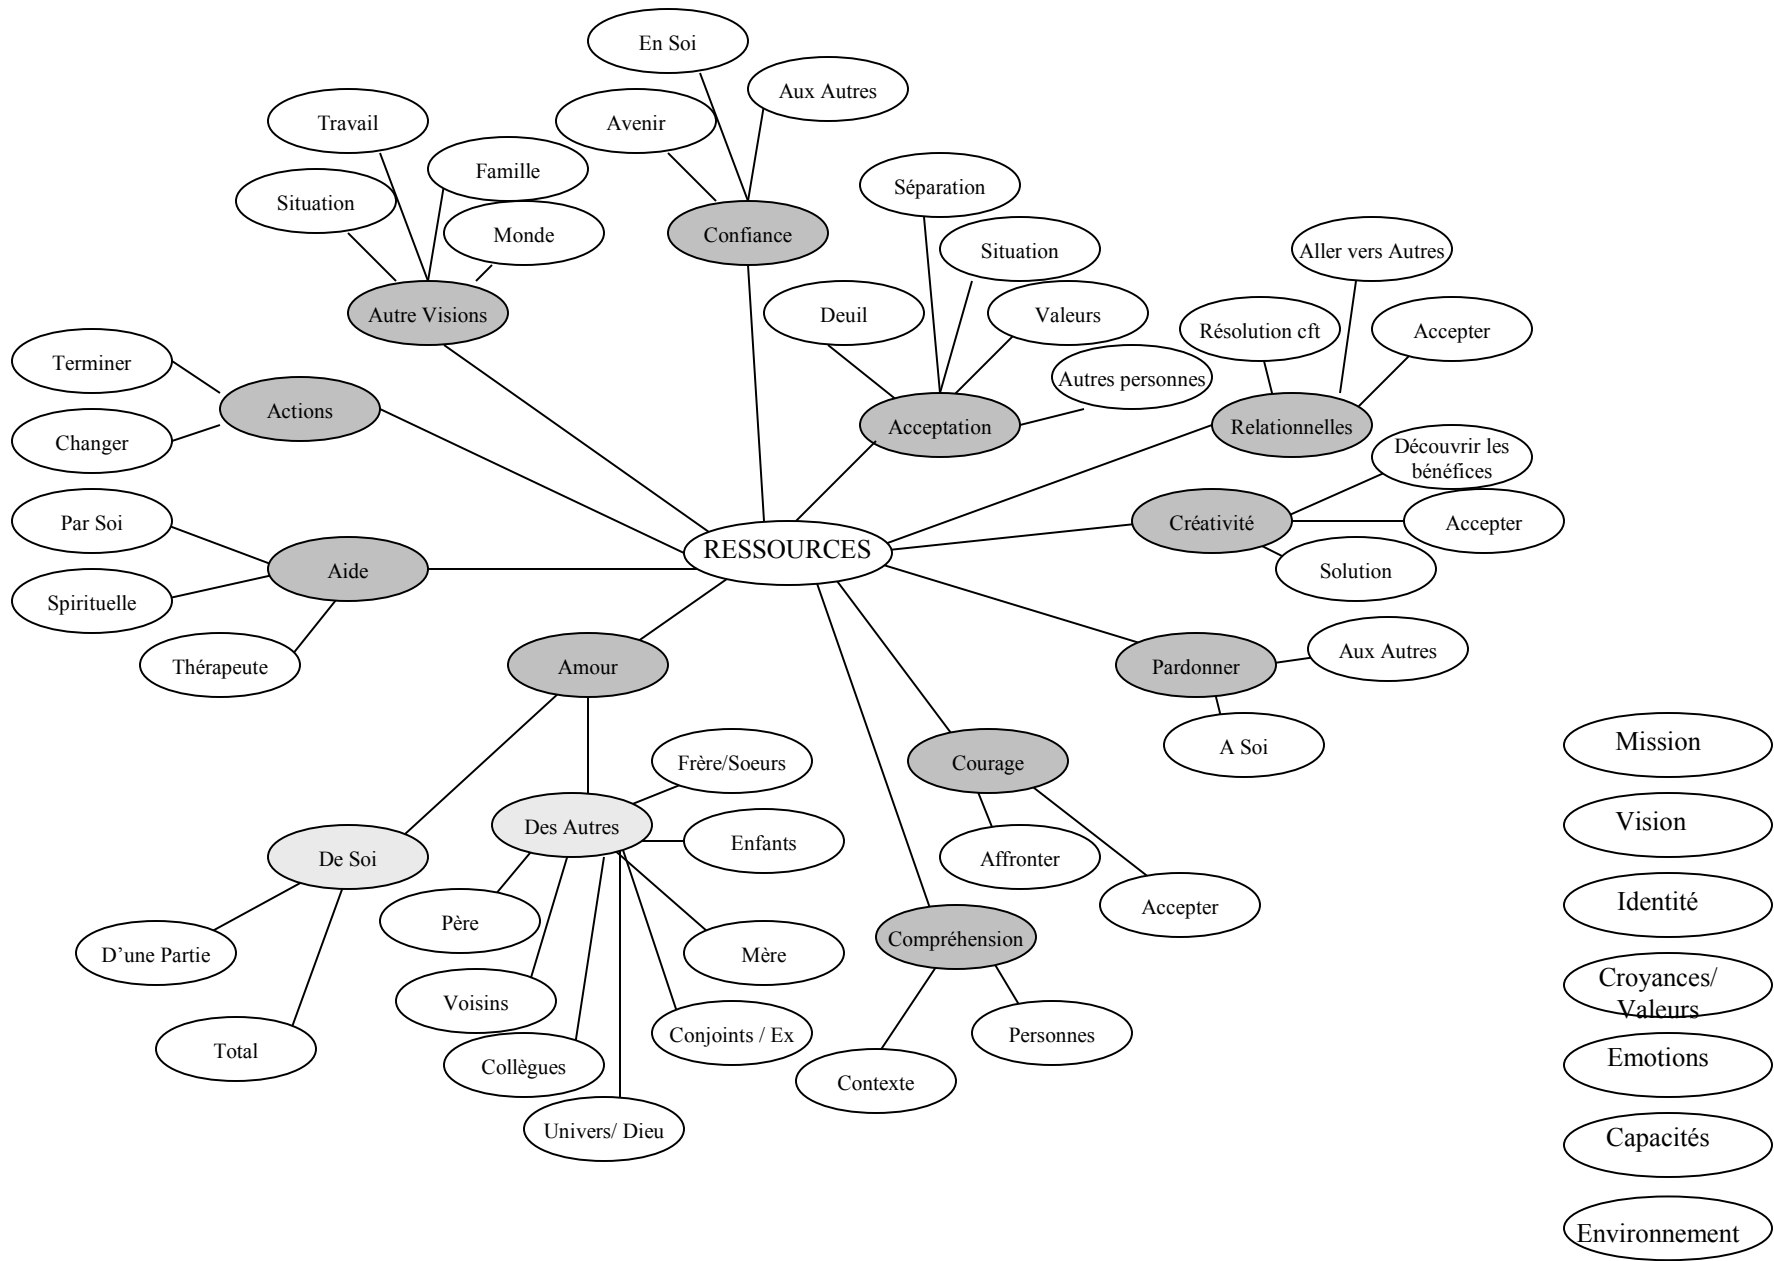 En Soi
Aux Autres
Travail
Avenir
Famille
Séparation
Situation
Monde
Confiance
Situation
Aller vers Autres
Autre Visions
Deuil
Valeurs
Résolution cft
Accepter
Terminer
Autres personnes
Actions
Acceptation
Relationnelles
Changer
Découvrir les
bénéfices
Par Soi
Créativité
Accepter
RESSOURCES
Aide
Solution
Spirituelle
Thérapeute
Amour
Pardonner
Aux Autres
A Soi
Mission
Frère/Soeurs
Courage
Des Autres
Vision
De Soi
Enfants
Affronter
Identité
Père
Accepter
D’une Partie
Mère
Compréhension
Croyances/
Valeurs
Voisins
Conjoints / Ex
Personnes
Total
Collègues
Contexte
Emotions
Univers/ Dieu
Capacités
Environnement